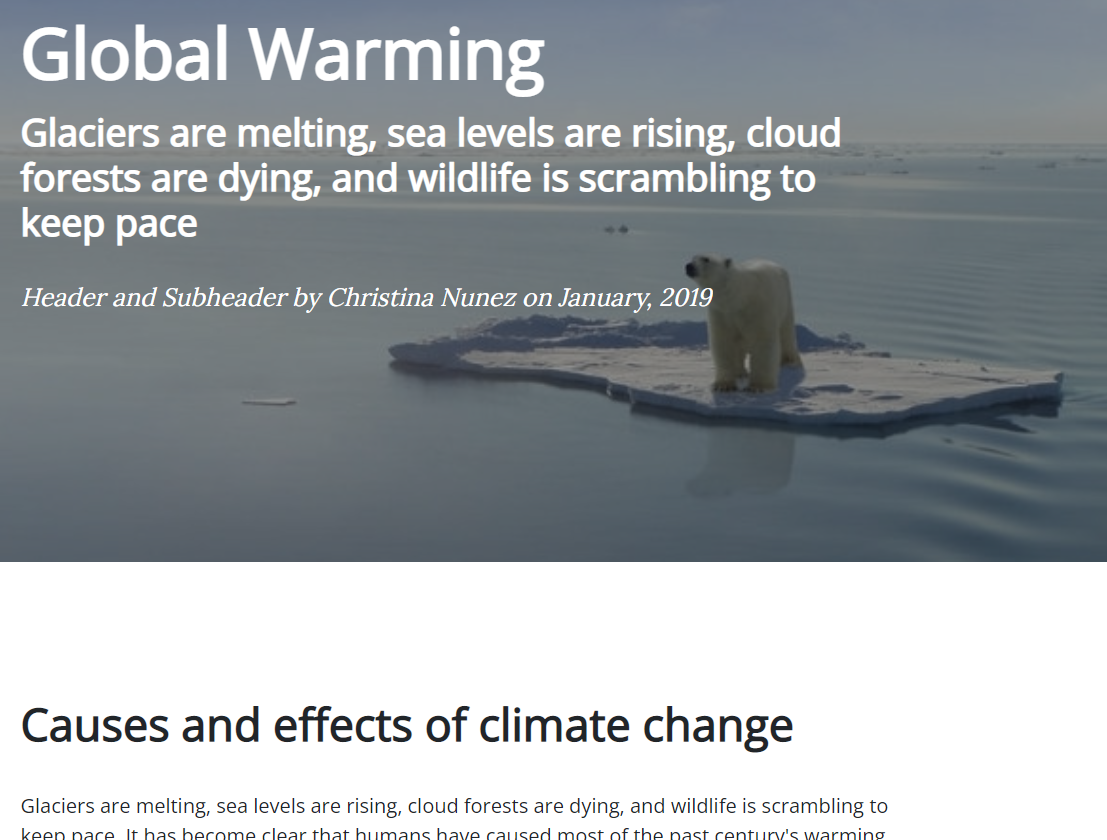 Global Warming
Glaciers are melting, sea levels are rising, cloud
forests are dying, and wildlife is scrambling to
keep pace
Header and Subheader by Christina Nunez on January, 2019
Causes and effects of climate change
Glaciers are melting, sea levels are rising, cloud forests are dying, and wildlife is scrambling to
keep pace. It has become clear that humans have caused most of the past century's warming